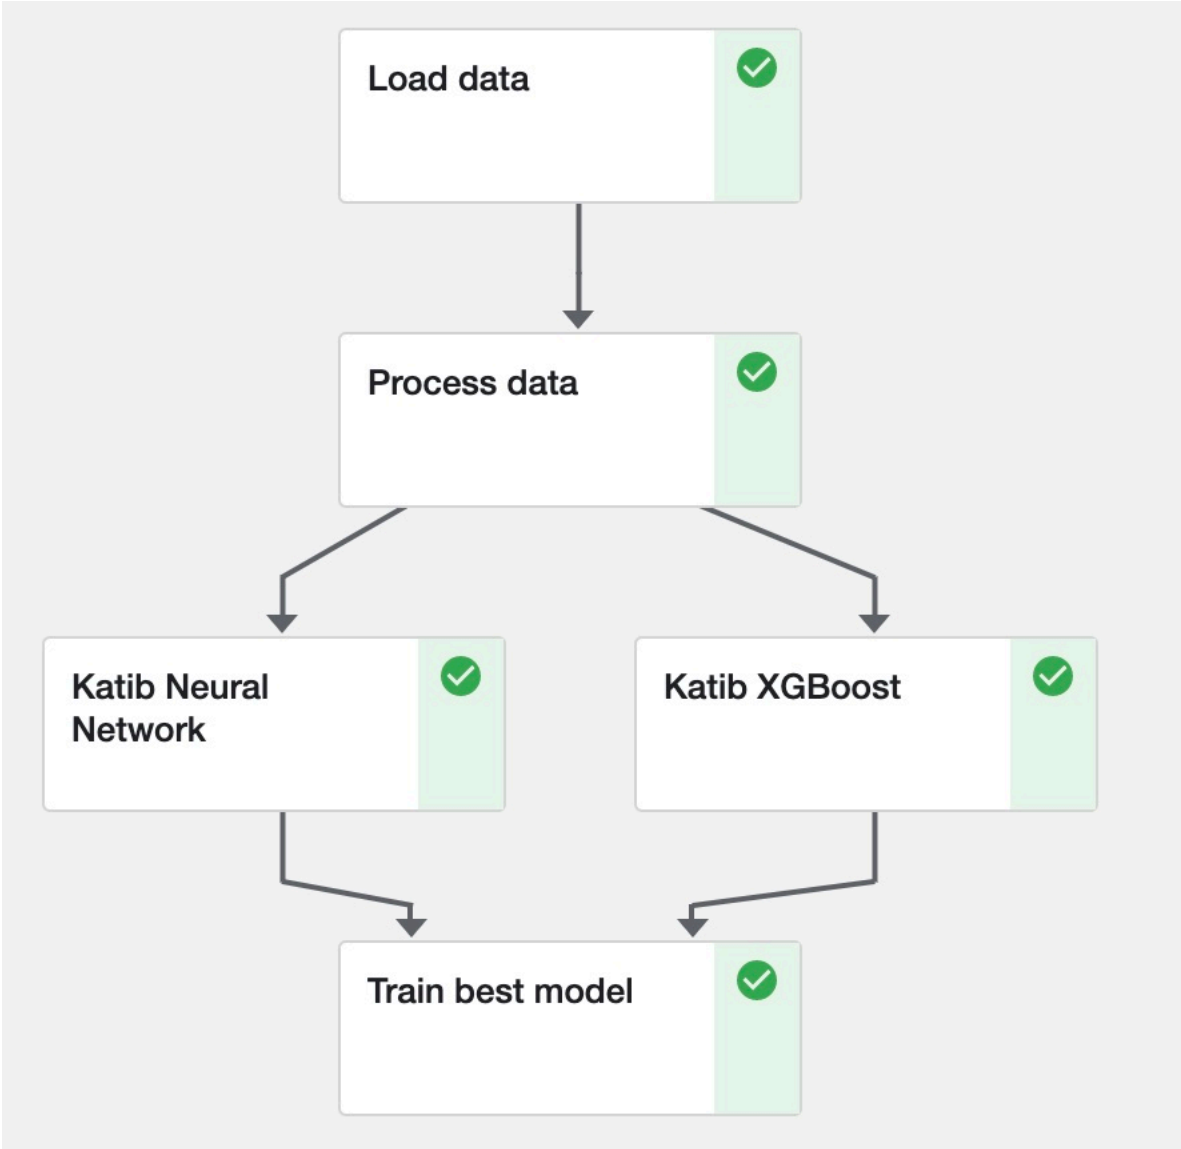 Load data
Process data
Katib Neural
Network
Katib XGBoost
Train best model